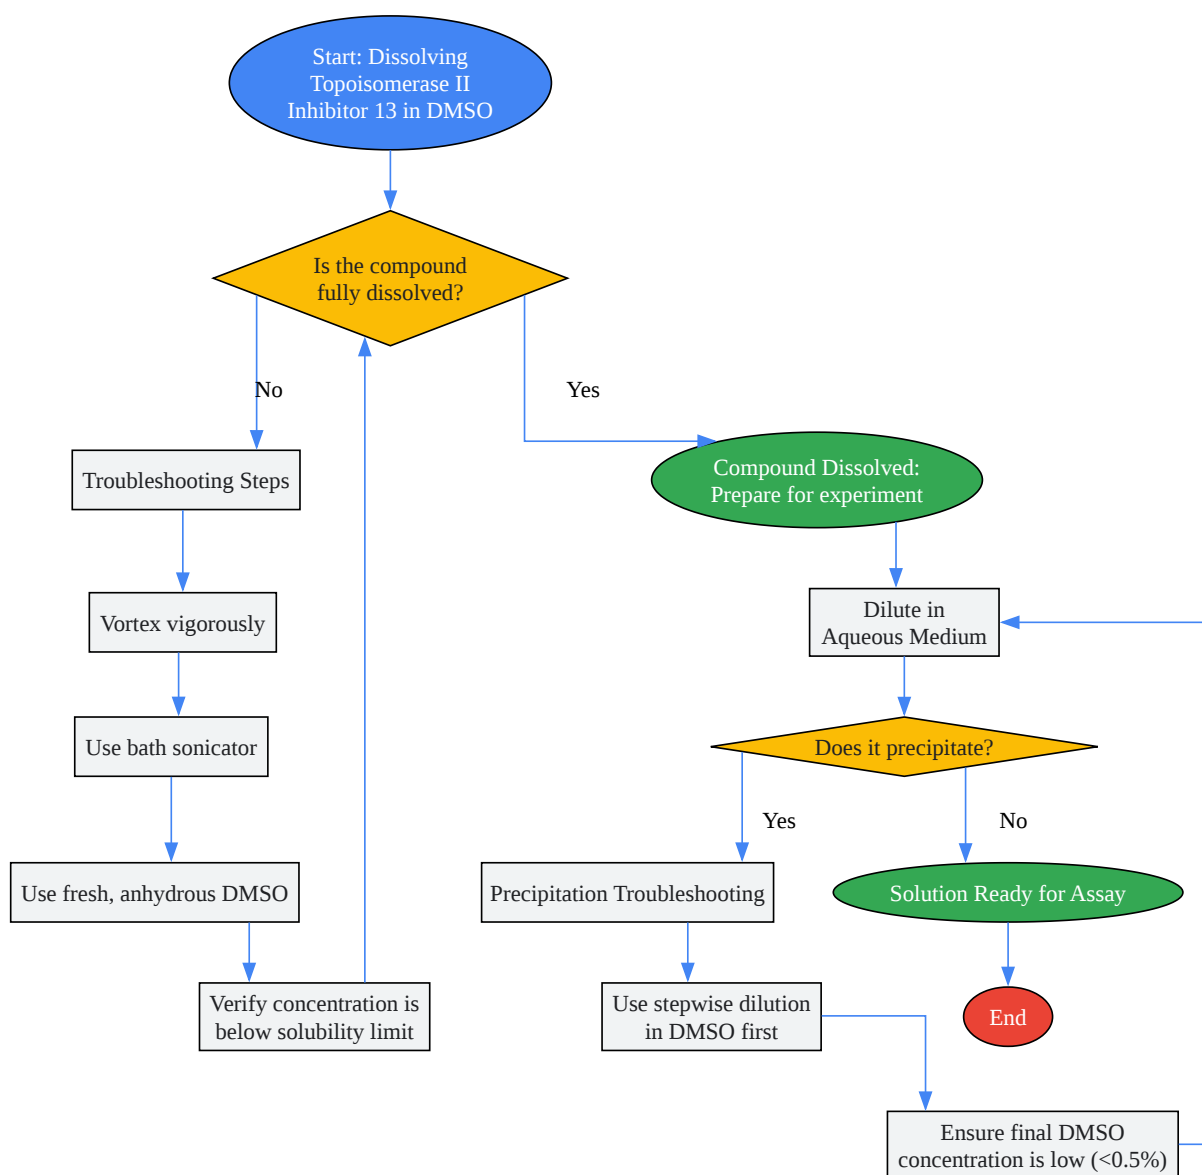 Start: Dissolving
Topoisomerase II
Inhibitor 13 in DMSO
Is the compound
fully dissolved?
No
Yes
Troubleshooting Steps
Compound Dissolved:
Prepare for experiment
Vortex vigorously
Dilute in
Aqueous Medium
Use bath sonicator
Does it precipitate?
Yes
No
Use fresh, anhydrous DMSO
Precipitation Troubleshooting
Solution Ready for Assay
Verify concentration is
below solubility limit
Use stepwise dilution
in DMSO first
End
Ensure final DMSO
concentration is low (<0.5%)